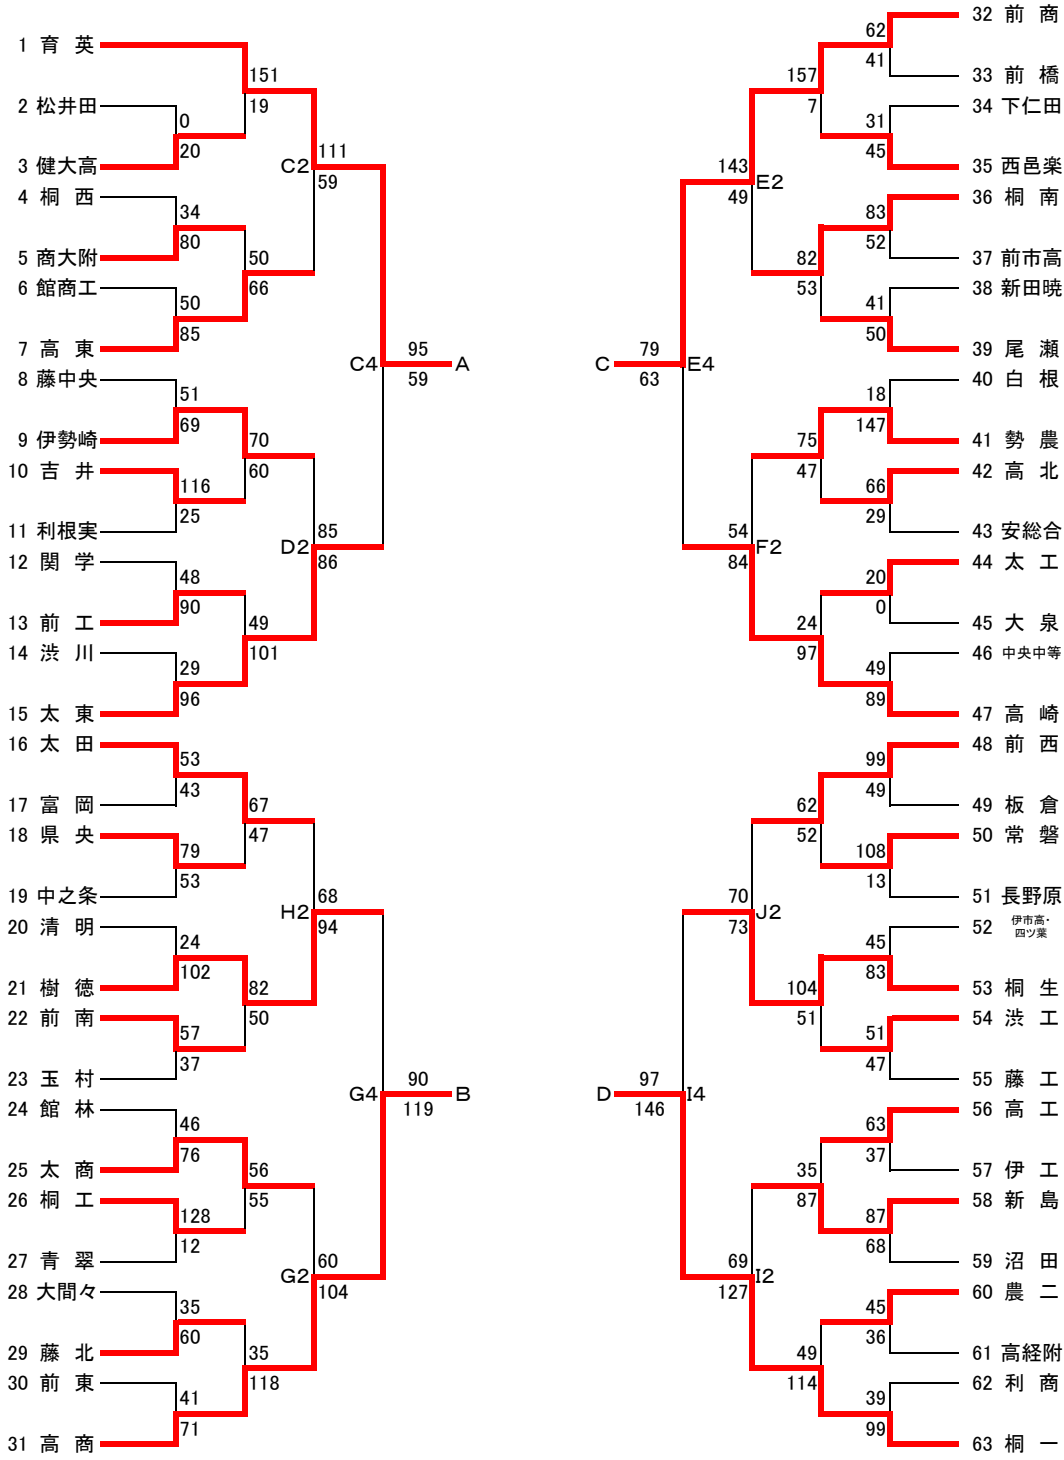 1 育 英
2 松井田
3 健大高
4 桐 西
5 商大附
6 館商工
7 高 東
8 藤中央
9 伊勢崎
10 吉 井
11 利根実
12 関 学
13 前 工
14 渋 川
15 太 東
16 太 田
17 富 岡
18 県 央
19 中之条
20 清 明
21 樹 徳
22 前 南
23 玉 村
24 館 林
25 太 商
26 桐 工
27 青 翠
28 大間々
29 藤 北
30 前 東
31 高 商
0
20
34
80
50
85
51
69
116
25
48
90
29
96
53
43
79
53
24
102
57
37
46
76
128
12
35
60
41
71
151
19
50
66
70
60
49
101
67
47
82
50
56
55
35
118
C2
111
59
D2
85
86
H2
68
94
G2
60
104
C4
95
59
A
G4
90
119
B
C
79
63
E4
D
97
146
I4
143
49
E2
54
84
F2
70
73
J2
69
127
I2
157
7
82
53
75
47
24
97
62
52
104
51
35
87
49
114
62
41
31
45
83
52
41
50
18
147
66
29
20
0
49
89
99
49
108
13
45
83
51
47
63
37
87
68
45
36
39
99
32 前 商
33 前 橋
34 下仁田
35 西邑楽
36 桐 南
37 前市高
38 新田暁
39 尾 瀬
40 白 根
41 勢 農
42 高 北
43 安総合
44 太 工
45 大 泉
46 中央中等
47 高 崎
48 前 西
49 板 倉
50 常 磐
51 長野原
52 伊市高・
四ツ葉
53 桐 生
54 渋 工
55 藤 工
56 高 工
57 伊 工
58 新 島
59 沼 田
60 農 二
61 高経附
62 利 商
63 桐 一